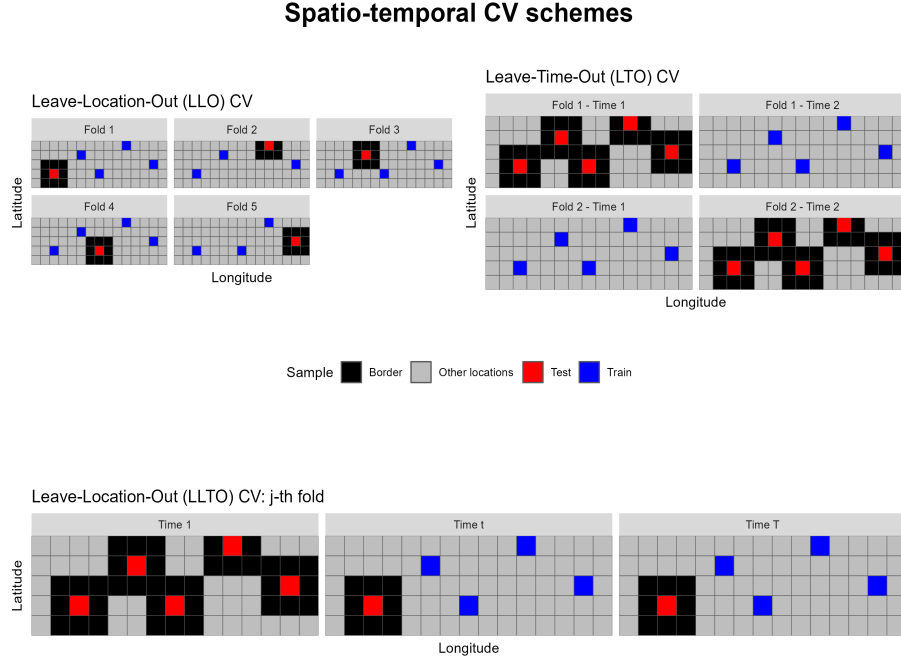 Spatio-temporal CV schemes
Leave-Location-Out (LLO) CV
Fold 1
Fold 2
Fold 3
Fold 4
Fold 5
Latitude
Longitude
Leave-Time-Out (LTO) CV
Fold 1 - Time 1
Fold 1 - Time 2
Fold 2 - Time 1
Fold 2 - Time 2
Latitude
Longitude
Sample Border Other locations Test Train
Leave-Location-Out (LLTO) CV: j-th fold
Time 1
Time t
Time T
Latitude
Longitude